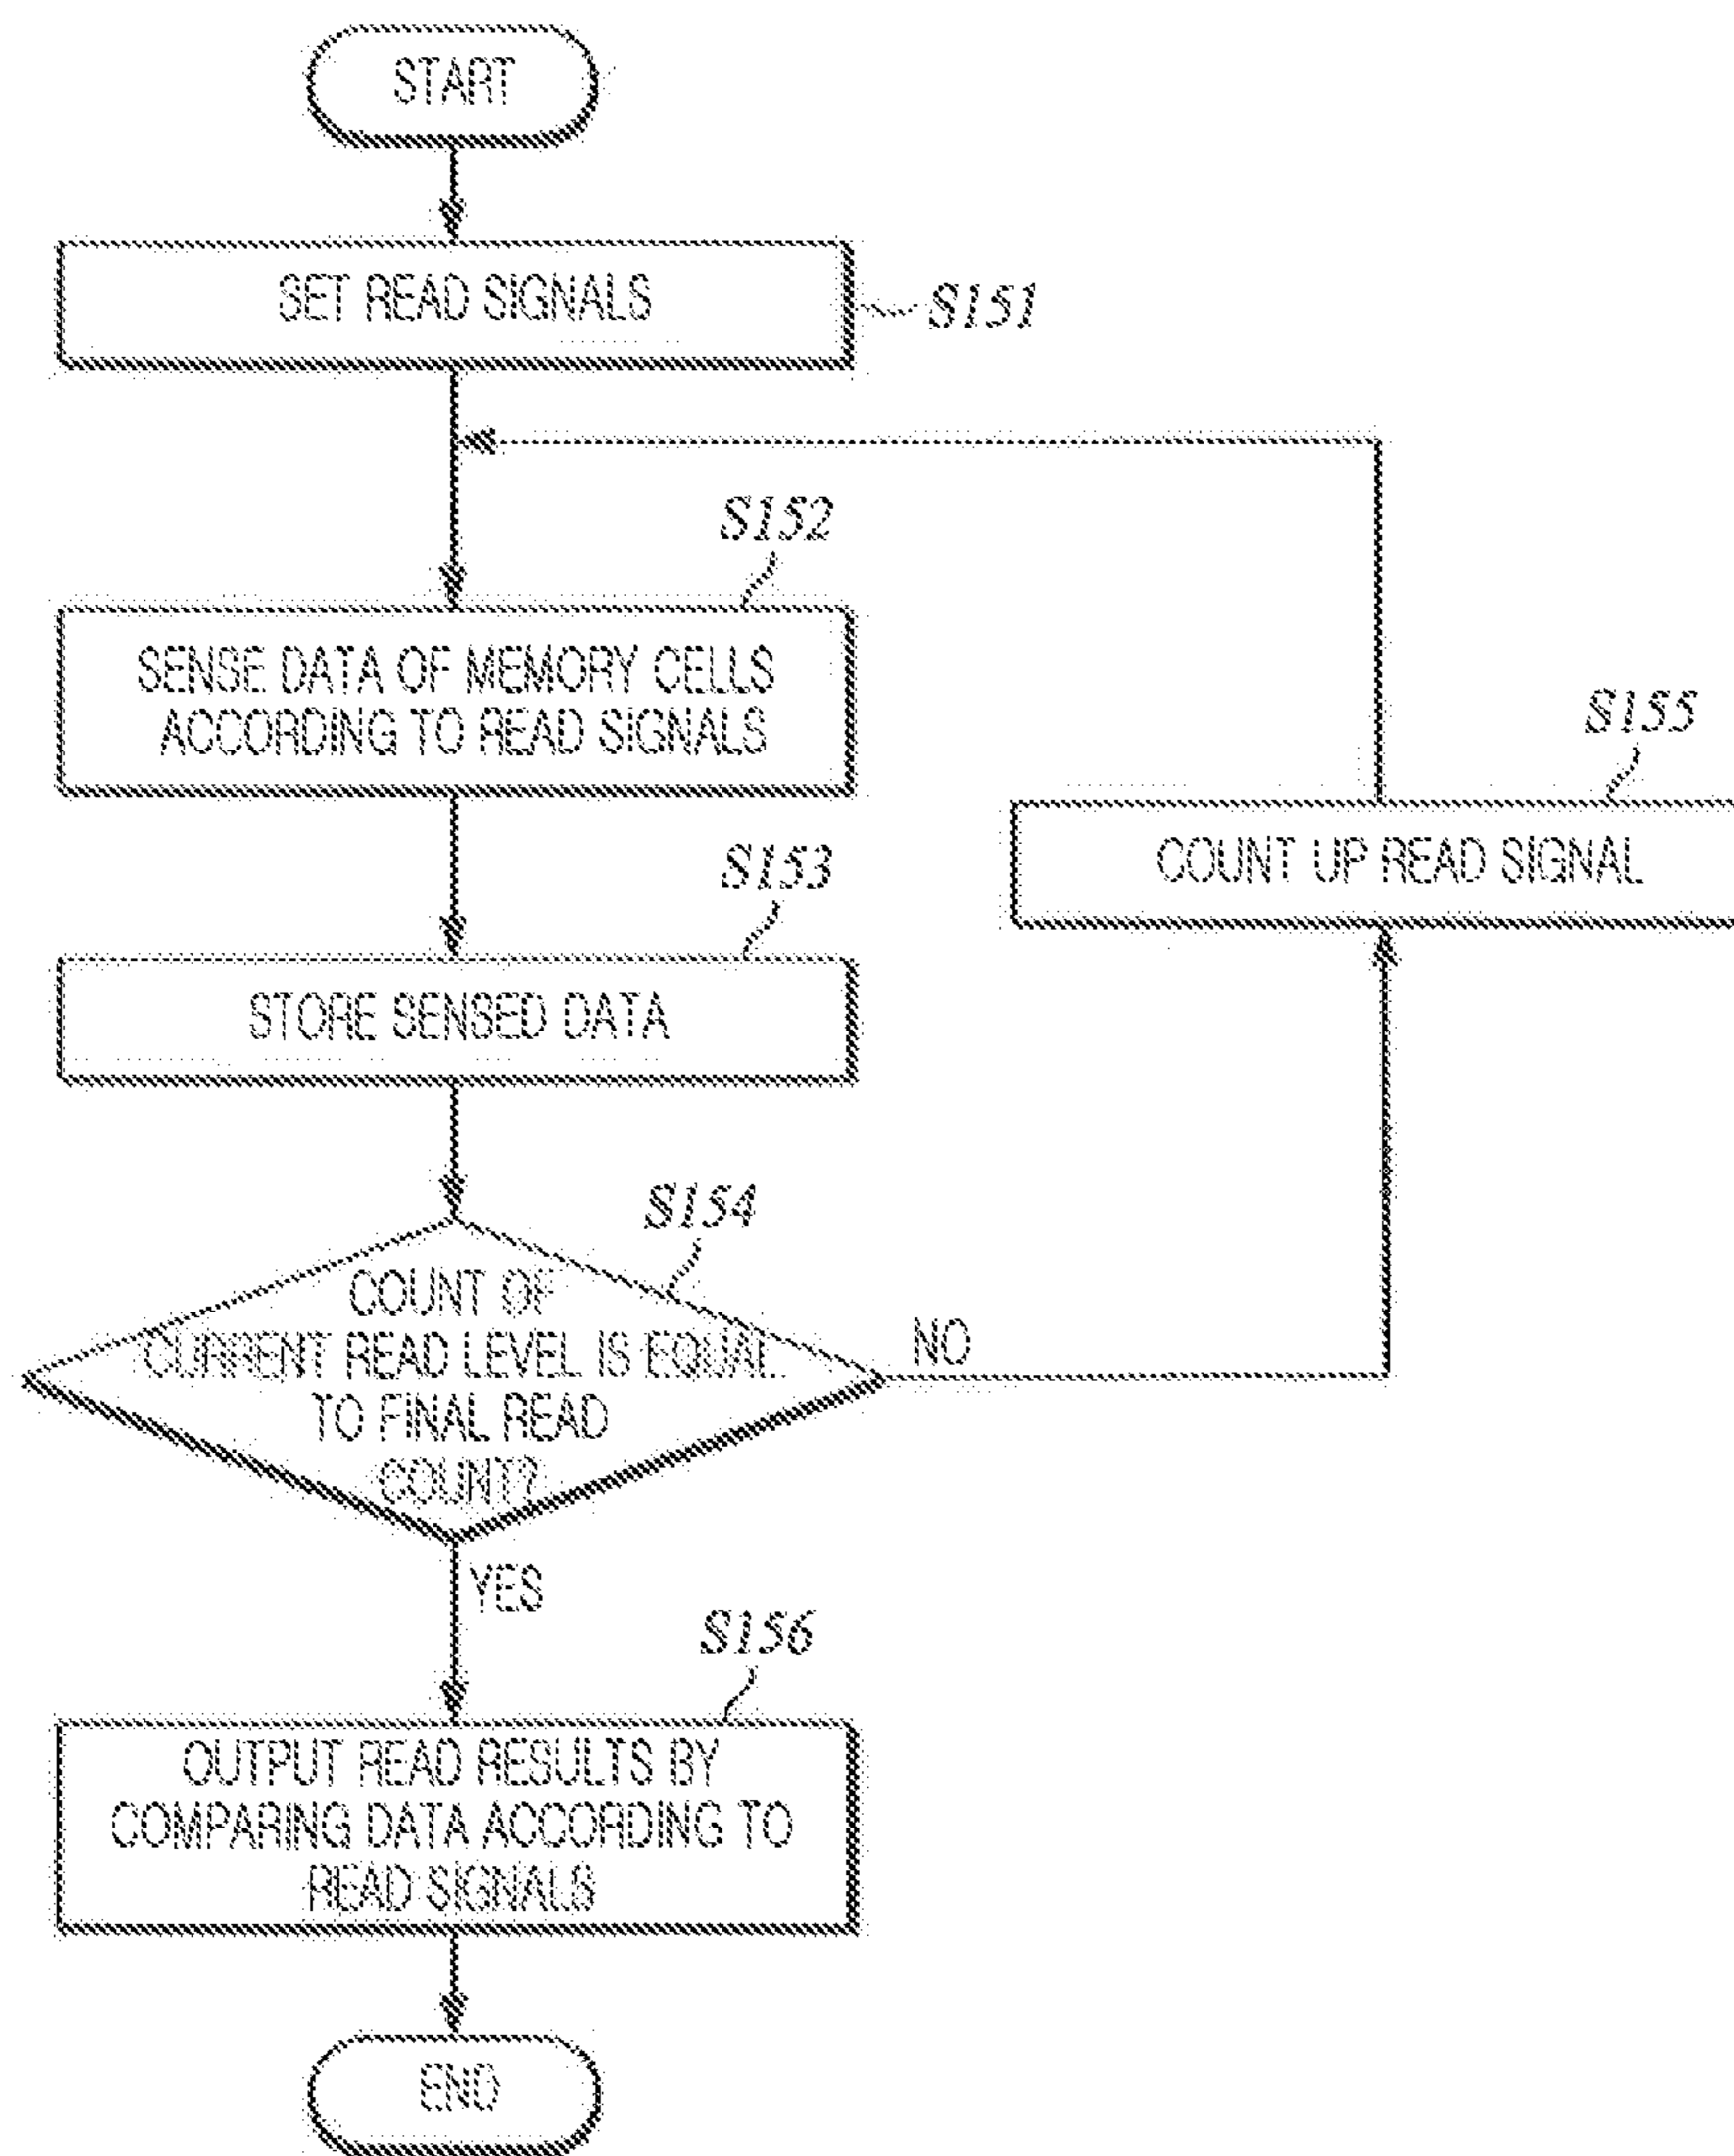 START
SET READ SIGNALS
S151
S152
SENSE DATA OF MEMORY CELLS
ACCORDING TO READ SIGNALS
S155
COUNT UP READ SIGNAL
S153
STORE SENSED DATA
S154
COUNT OF
CURRENT READ LEVEL IS EQUAL
TO FINAL READ
COUNT?
NO
YES
S156
OUTPUT READ RESULTS BY
COMPARING DATA ACCORDING TO
READ SIGNALS
END